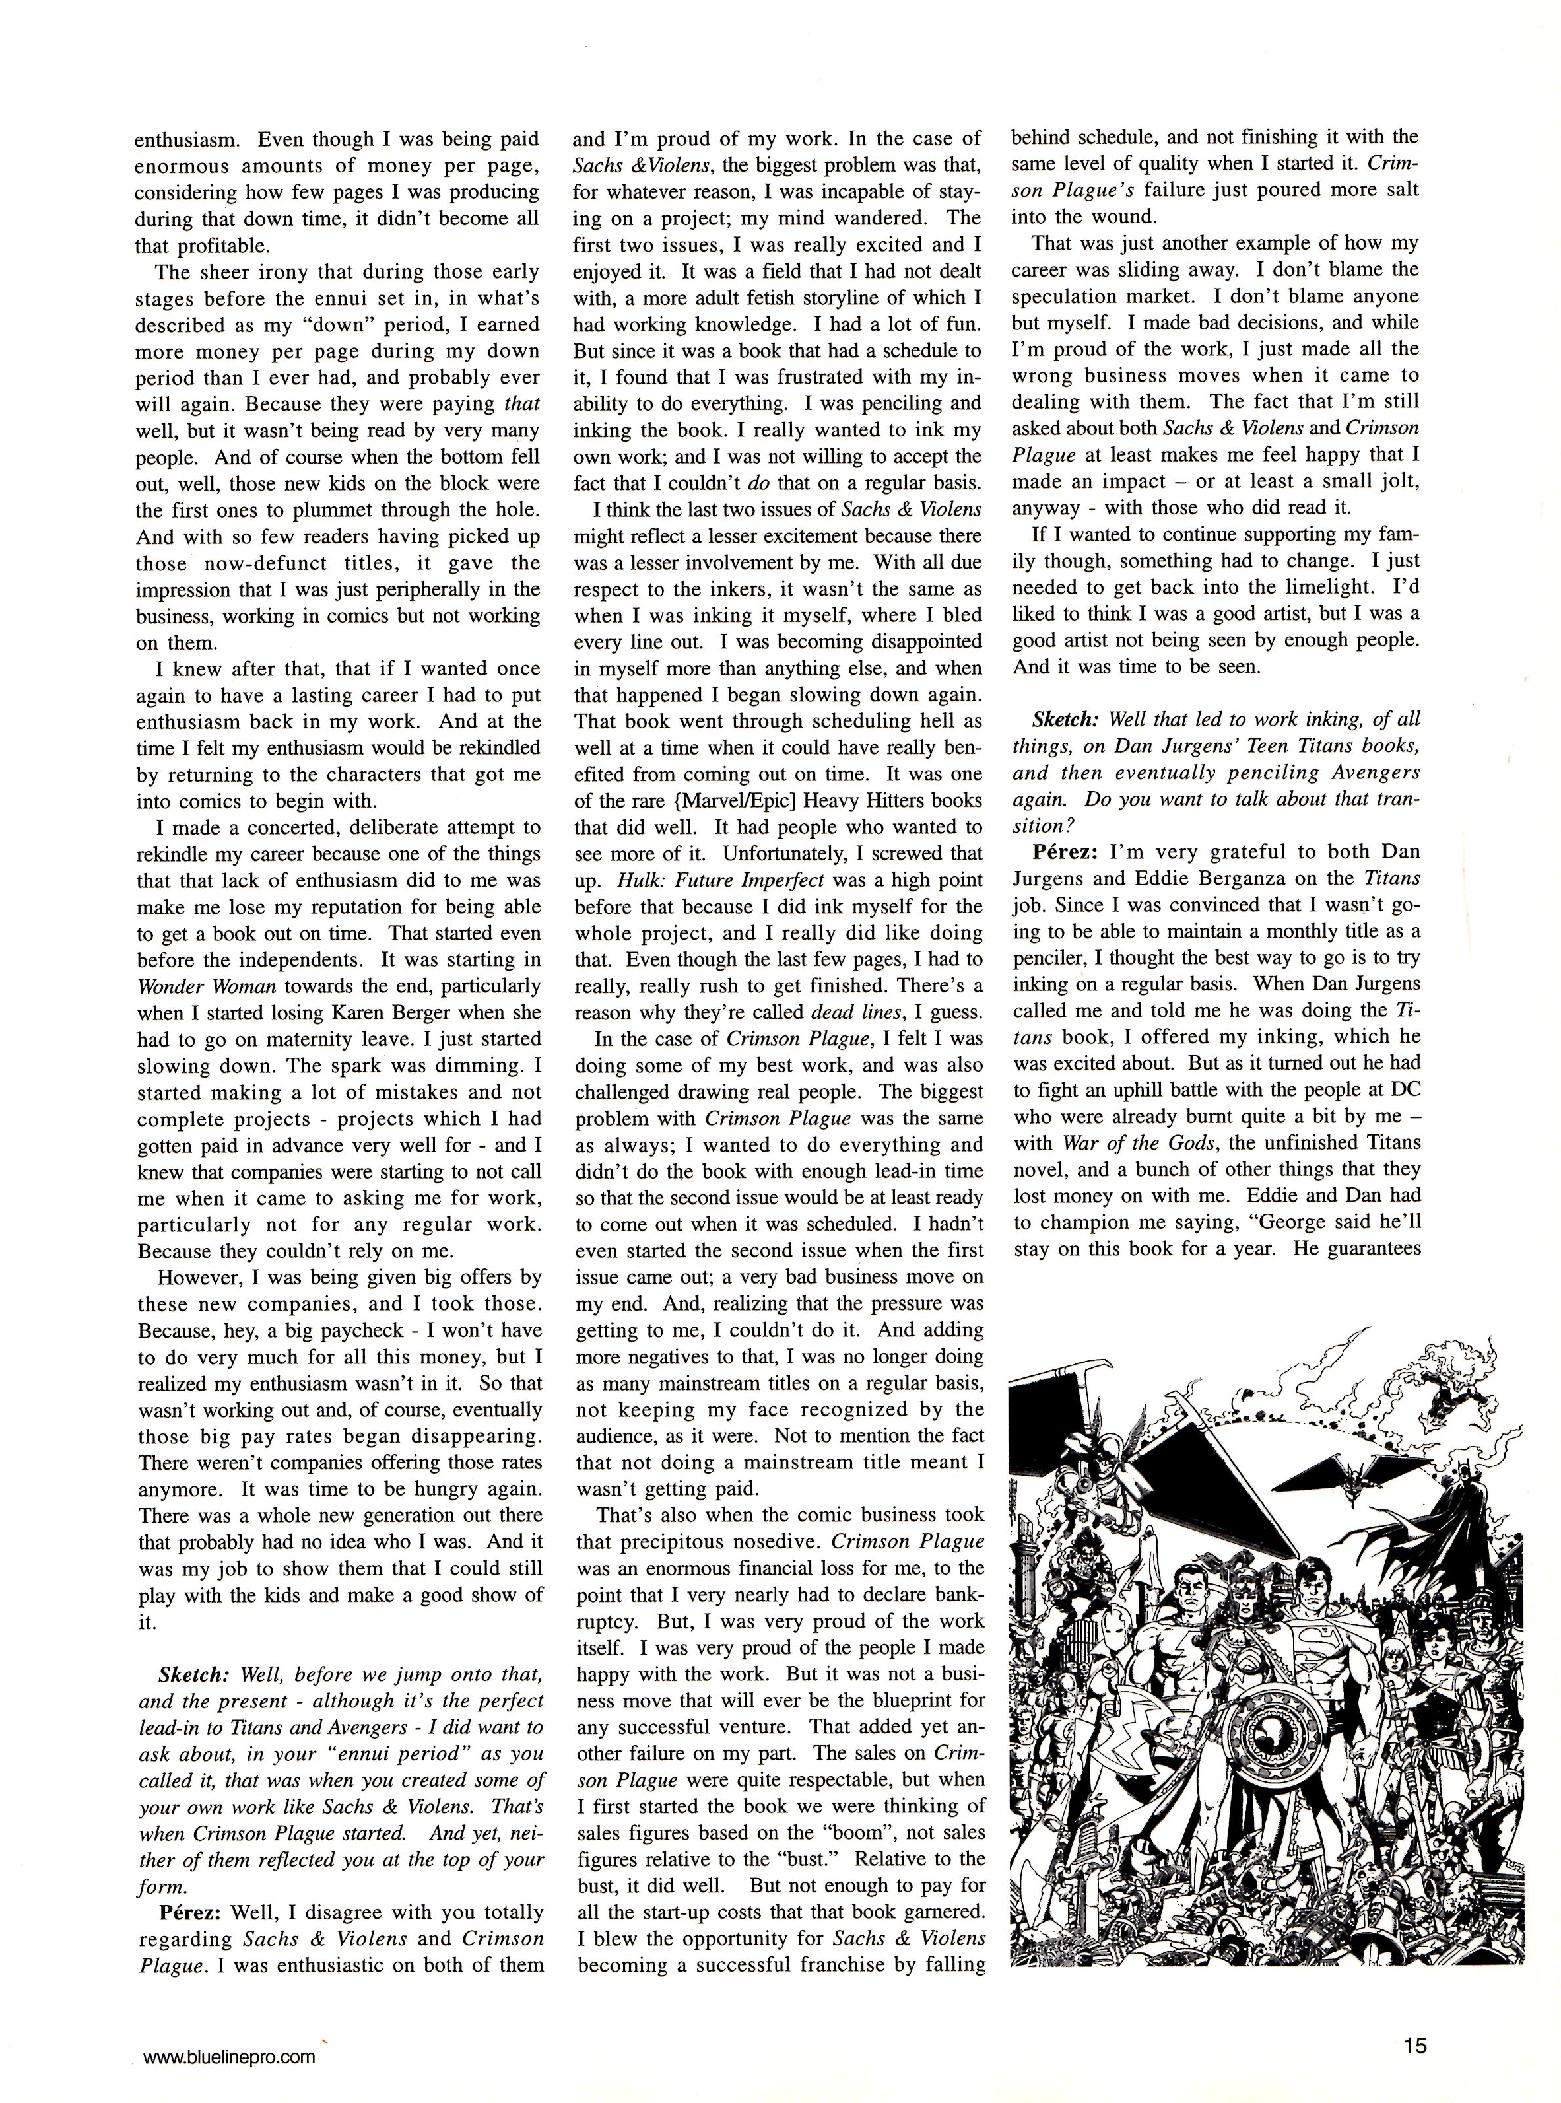 enthusiasm.  Even though I was being paid
enormous amounts of money per page,
considering how few pages I was producing
during that down time, it didn't become all
that profitable.
The sheer irony that during those early
stages before the ennui set in, in what's
described as my “down” period, I earned
more money per page during my down
period than I ever had, and probably ever
will again. Because they were paying that
well, but it wasn't being read by very many
people.  And of course when the bottom fell
out, well, those new kids on the block were
the first ones to plummet through the hole.
And with so few readers having picked up
those now-defunct titles, it gave the
impression that I was just peripherally in the
business, working in comics but not working
on them.
I knew after that, that if I wanted once
again to have a lasting career I had to put
enthusiasm back in my work.  And at the
time I felt my enthusiasm would be rekindled
by returning to the characters that got me
into comics to begin with.
I made a concerted, deliberate attempt to
rekindle my career because one of the things
that that lack of enthusiasm did to me was
make me lose my reputation for being able
to get a book out on time.  That started even
before the independents.  It was starting in
Wonder Woman towards the end, particularly
when I started losing Karen Berger when she
had to go on maternity leave. I just started
slowing down. The spark was dimming. I
started making a lot of mistakes and not
complete projects - projects which I had
gotten paid in advance very well for - and I
knew that companies were starting to not call
me when it came to asking me for work,
particularly not for any regular work.
Because they couldn't rely on me.
However, I was being given big offers by
these new companies, and I took those.
Because, hey, a big paycheck - I won't have
to do very much for all this money, but I
realized my enthusiasm wasn't in it.  So that
wasn't working out and, of course, eventually
those big pay rates began disappearing.
There weren't companies offering those rates
anymore.  It was time to be hungry again.
There was a whole new generation out there
that probably had no idea who I was.  And it
was my job to show them that I could still
play with the kids and make a good show of
it.
Sketch: Well, before we jump onto that,
and the present - although it's the perfect
lead-in to Titans and Avengers - I did want to
ask about, in your “ennui period” as you
called it, that was when you created some of
your own work like Sachs & Violens.  That's
when Crimson Plague started.  And yet, nei-
ther of them reflected you at the top of your
form.
Pérez: Well, I disagree with you totally
regarding Sachs & Violens and Crimson
Plague. I was enthusiastic on both of them
and I'm proud of my work. In the case of
Sachs &Violens, the biggest problem was that,
for whatever reason, I was incapable of stay-
ing on a project; my mind wandered.  The
first two issues, I was really excited and I
enjoyed it.  It was a field that I had not dealt
with, a more adult fetish storyline of which I
had working knowledge.  I had a lot of fun.
But since it was a book that had a schedule to
it, I found that I was frustrated with my in-
ability to do everything.  I was penciling and
inking the book. I really wanted to ink my
own work; and I was not willing to accept the
fact that I couldn't do that on a regular basis.
I think the last two issues of Sachs & Violens
might reflect a lesser excitement because there
was a lesser involvement by me.  With all due
respect to the inkers, it wasn't the same as
when I was inking it myself, where I bled
every line out.  I was becoming disappointed
in myself more than anything else, and when
that happened I began slowing down again.
That book went through scheduling hell as
well at a time when it could have really ben-
efited from coming out on time.  It was one
of the rare {Marvel/Epic] Heavy Hitters books
that did well.  It had people who wanted to
see more of it.  Unfortunately, I screwed that
up.  Hulk: Future Imperfect was a high point
before that because I did ink myself for the
whole project, and I really did like doing
that.  Even though the last few pages, I had to
really, really rush to get finished. There's a
reason why they're called dead lines, I guess.
In the case of Crimson Plague, I felt I was
doing some of my best work, and was also
challenged drawing real people.  The biggest
problem with Crimson Plague was the same
as always; I wanted to do everything and
didn't do the book with enough lead-in time
so that the second issue would be at least ready
to come out when it was scheduled.  I hadn't
even started the second issue when the first
issue came out; a very bad business move on
my end.  And, realizing that the pressure was
getting to me, I couldn't do it.  And adding
more negatives to that, I was no longer doing
as many mainstream titles on a regular basis,
not keeping my face recognized by the
audience, as it were.  Not to mention the fact
that not doing a mainstream title meant I
wasn't getting paid.
That's also when the comic business took
that precipitous nosedive. Crimson Plague
was an enormous financial loss for me, to the
point that I very nearly had to declare bank-
ruptcy.  But, I was very proud of the work
itself.  I was very proud of the people I made
happy with the work.  But it was not a busi-
ness move that will ever be the blueprint for
any successful venture.  That added yet an-
other failure on my part.  The sales on Crim-
son Plague were quite respectable, but when
I first started the book we were thinking of
sales figures based on the “boom”, not sales
figures relative to the “bust.”  Relative to the
bust, it did well.  But not enough to pay for
all the start-up costs that that book garnered.
I blew the opportunity for Sachs & Violens
becoming a successful franchise by falling
behind schedule, and not finishing it with the
same level of quality when I started it. Crim-
son Plague's failure just poured more salt
into the wound.
That was just another example of how my
career was sliding away.  I don't blame the
speculation market.  I don't blame anyone
but myself.  I made bad decisions, and while
I'm proud of the work, I just made all the
wrong business moves when it came to
dealing with them.  The fact that I'm still
asked about both Sachs & Violens and Crimson
Plague at least makes me feel happy that I
made an impact – or at least a small jolt,
anyway - with those who did read it.
If I wanted to continue supporting my fam-
ily though, something had to change.  I just
needed to get back into the limelight.  I'd
liked to think I was a good artist, but I was a
good artist not being seen by enough people.
And it was time to be seen.
Sketch: Well that led to work inking, of all
things, on Dan Jurgens' Teen Titans books,
and then eventually penciling Avengers
again.  Do you want to talk about that tran-
sition?
Pérez: I'm very grateful to both Dan
Jurgens and Eddie Berganza on the Titans
job. Since I was convinced that I wasn't go-
ing to be able to maintain a monthly title as a
penciler, I thought the best way to go is to try
inking on a regular basis.  When Dan Jurgens
called me and told me he was doing the Ti-
tans book, I offered my inking, which he
was excited about.  But as it turned out he had
to fight an uphill battle with the people at DC
who were already burnt quite a bit by me –
with War of the Gods, the unfinished Titans
novel, and a bunch of other things that they
lost money on with me.  Eddie and Dan had
to champion me saying, “George said he'll
stay on this book for a year.  He guarantees
www.bluelinepro.com
15